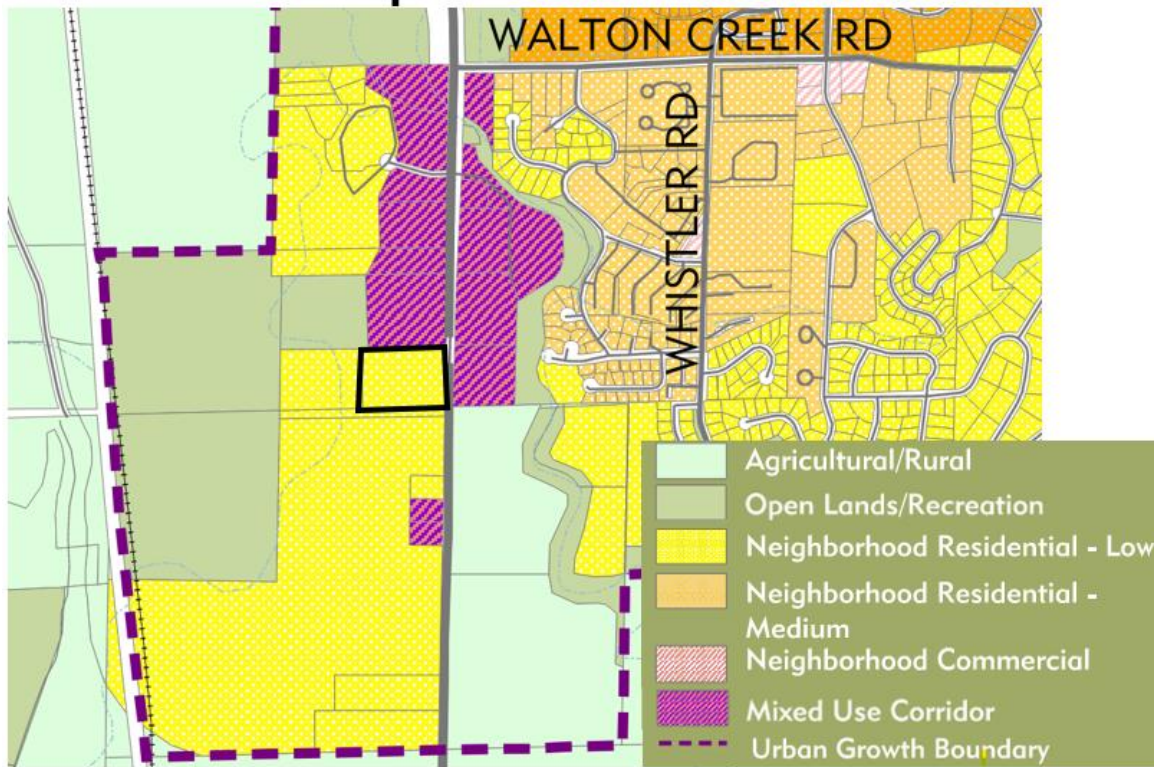 WALTON CREEK RD
WHISTLER RD
Agricultural/Rural
Open Lands/Recreation
Neighborhood Residential - Low
Neighborhood Residential -
Medium
Neighborhood Commercial
Mixed Use Corridor
Urban Growth Boundary